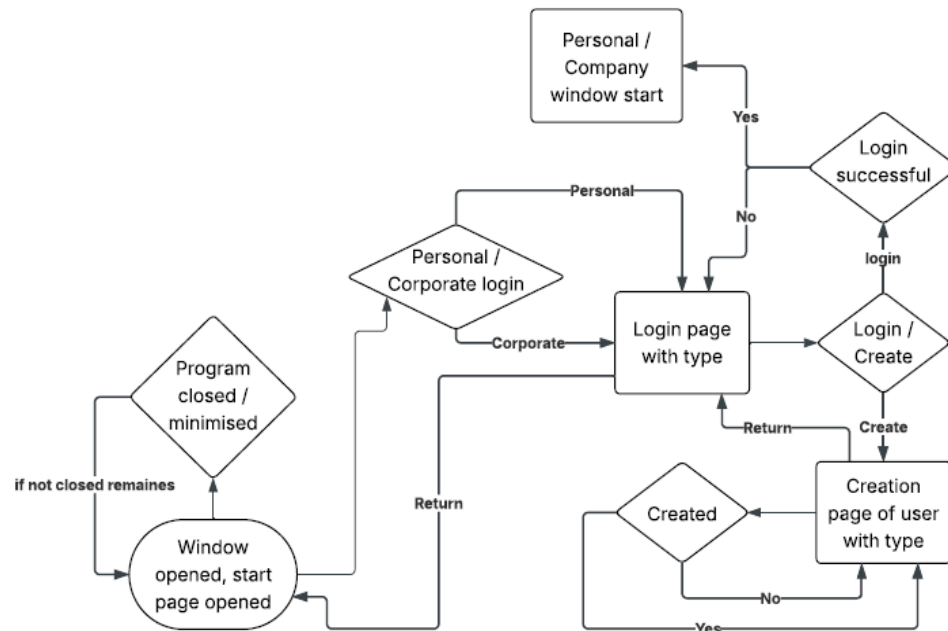 Personal /
Company
window start
Yes
Login
successful
No
Personal
login
Personal /
Corporate login
Login page
with type
Login /
Create
Corporate
Program
closed /
minimised
Return
Create
if not closed remaines
Return
Created
Creation
page of user
with type
Window
opened, start
page opened
No
Yes